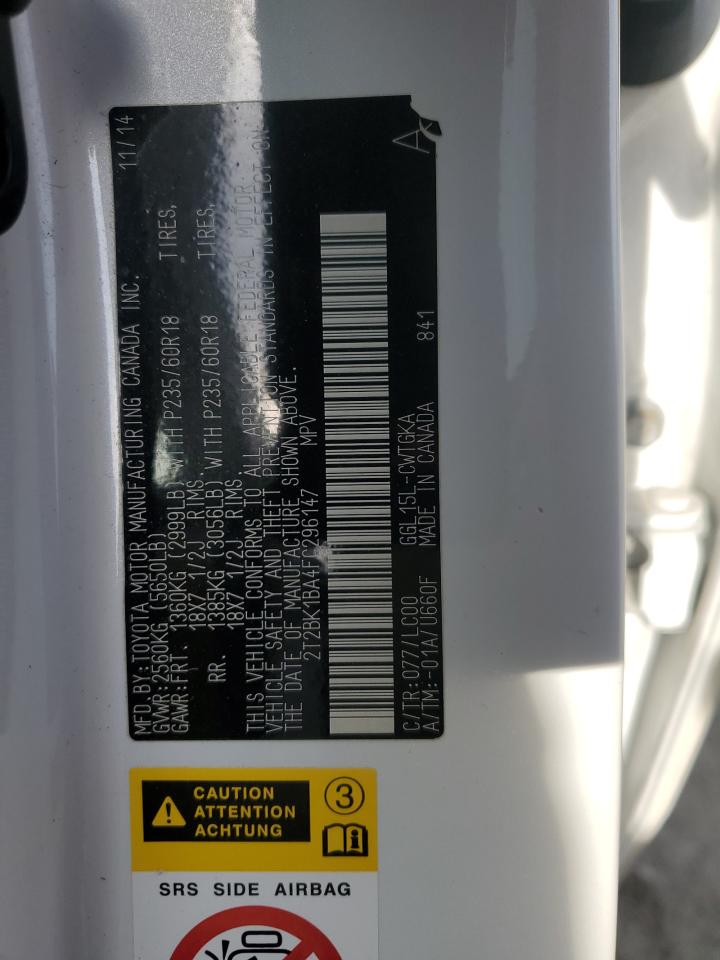 MFD.BY:TOYOTA MOTOR MANUFACTURING CANADA INC. 11/14
GVWR:2560KG (5650LB)
GAWR:FRT. 1360KG (2999LB) WITH P235/60R18 TIRES,
18X7 1/2J RIMS
RR. 1385KG (3056LB) WITH P235/60R18 TIRES,
18X7 1/2J RIMS
THIS VEHICLE CONFORMS TO ALL APPLICABLE FEDERAL MOTOR
VEHICLE SAFETY AND THEFT PREVENTION STANDARDS IN EFFECT ON
THE DATE OF MANUFACTURE SHOWN ABOVE.
2T2BK1BA4FC296147 MPV
C/TR:077/LC00 GGL15L-CWTGKA 841
A/TM:-01A/U660F MADE IN CANADA
CAUTION
ATTENTION
ACHTUNG
3
SRS SIDE AIRBAG